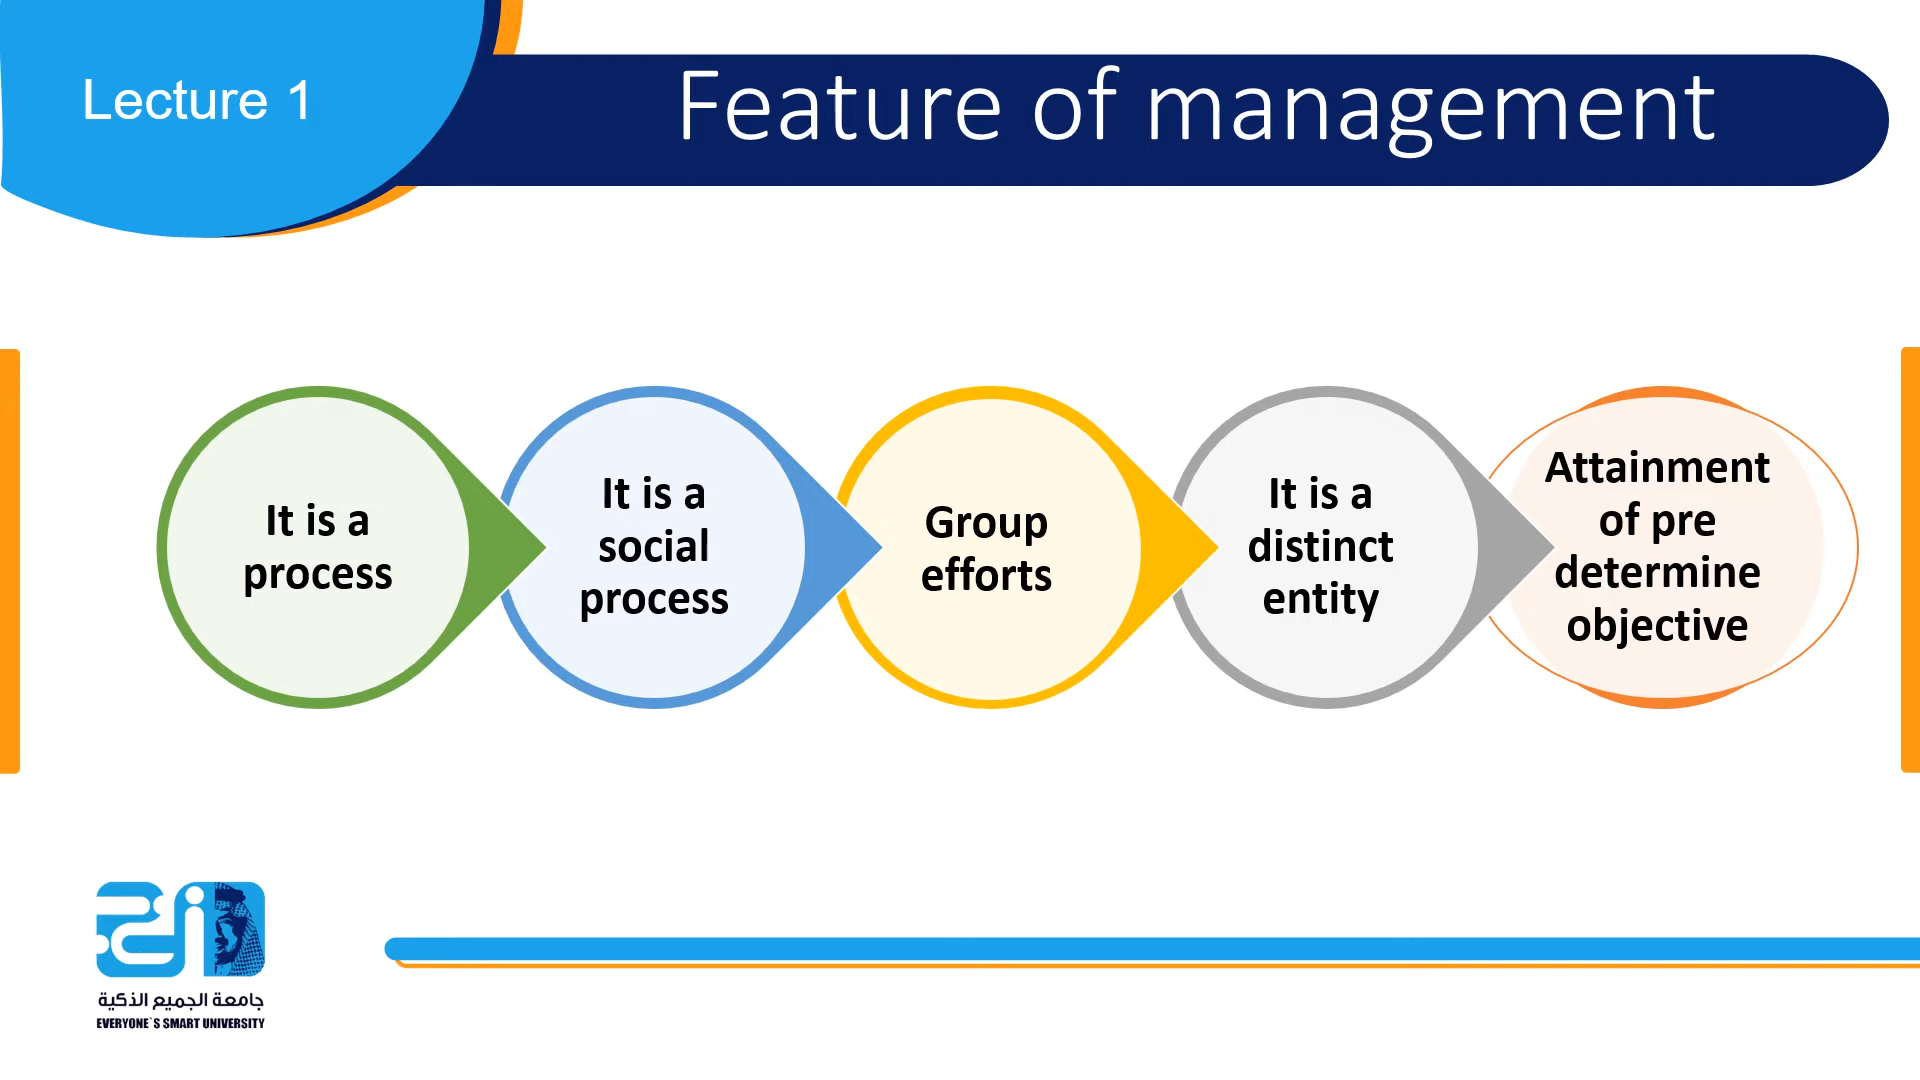 Lecture 1
Feature of management
It is a
process
It is a
social
process
Group
efforts
It is a
distinct
entity
Attainment
of pre
determine
objective
جامعة الجميع الذكية
EVERYONE`S SMART UNIVERSITY